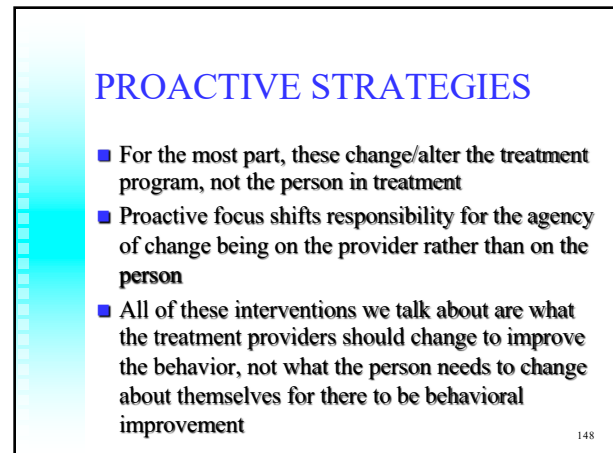 PROACTIVE STRATEGIES
For the most part, these change/alter the treatment
program, not the person in treatment
Proactive focus shifts responsibility for the agency
of change being on the provider rather than on the
person
All of these interventions we talk about are what
the treatment providers should change to improve
the behavior, not what the person needs to change
about themselves for there to be behavioral
improvement
148